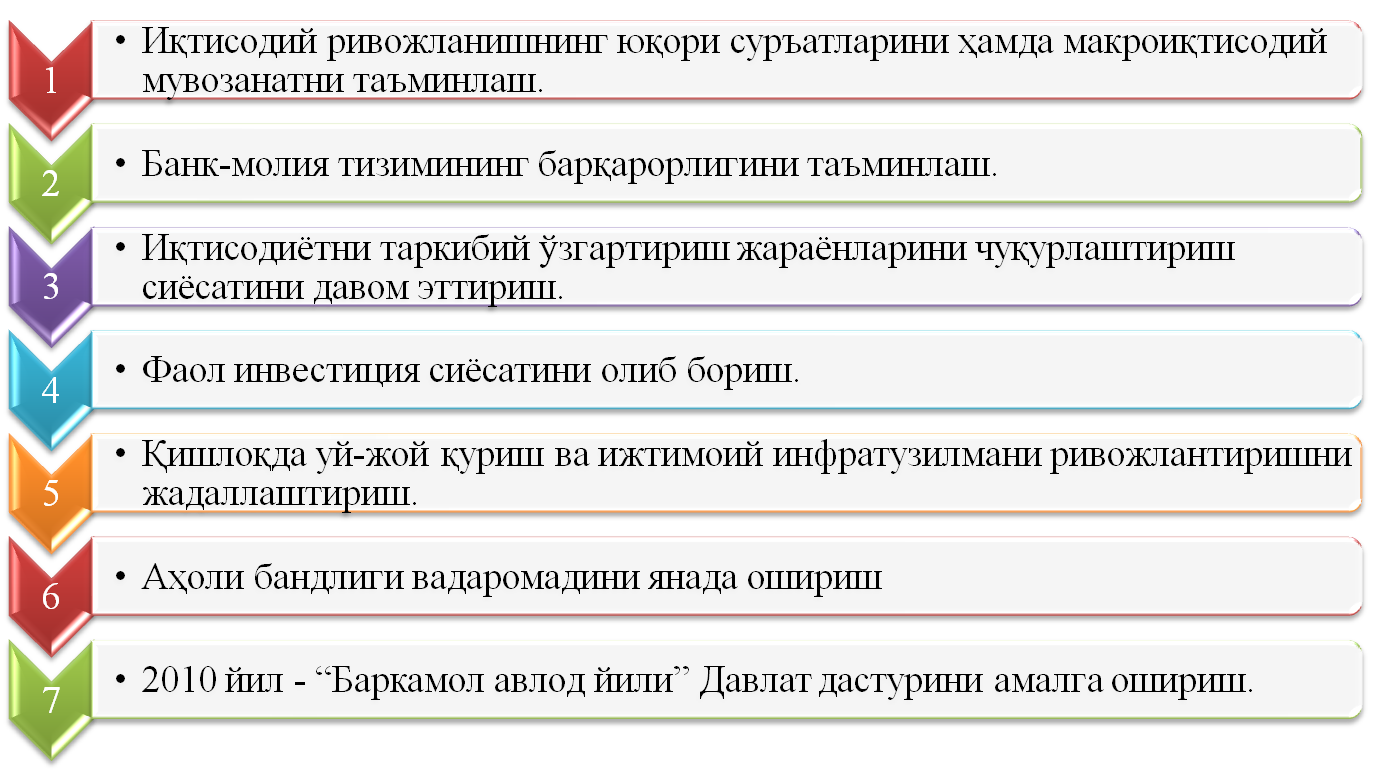 1
• Иқтисодий ривожланишнинг юқори суръатларини ҳамда макроиқтисодий
мувозанатни таъминлаш.
2
• Банк-молия тизимининг барқарорлигини таъминлаш.
3
• Иқтисодиётни таркибий ўзгартириш жараёнларини чуқурлаштириш
сиёсатини давом эттириш.
4
• Фаол инвестиция сиёсатини олиб бориш.
5
• Қишлоқда уй-жой қуриш ва ижтимоий инфратузилмани ривожлантиришни
жадаллаштириш.
6
• Аҳоли бандлиги вадаромадини янада ошириш
7
• 2010 йил - “Баркамол авлод йили” Давлат дастурини амалга ошириш.